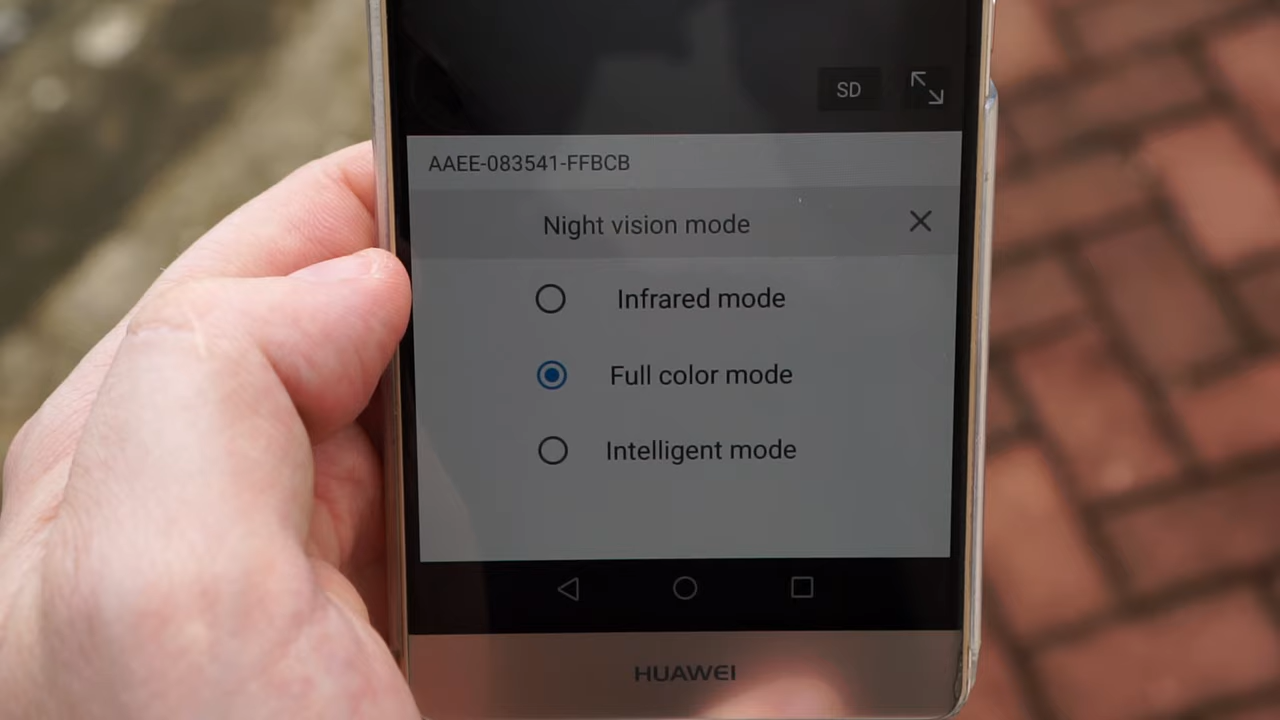 SD
AAEE-083541-FFBCB
Night vision mode
Infrared mode
Full color mode
Intelligent mode
HUAWEI